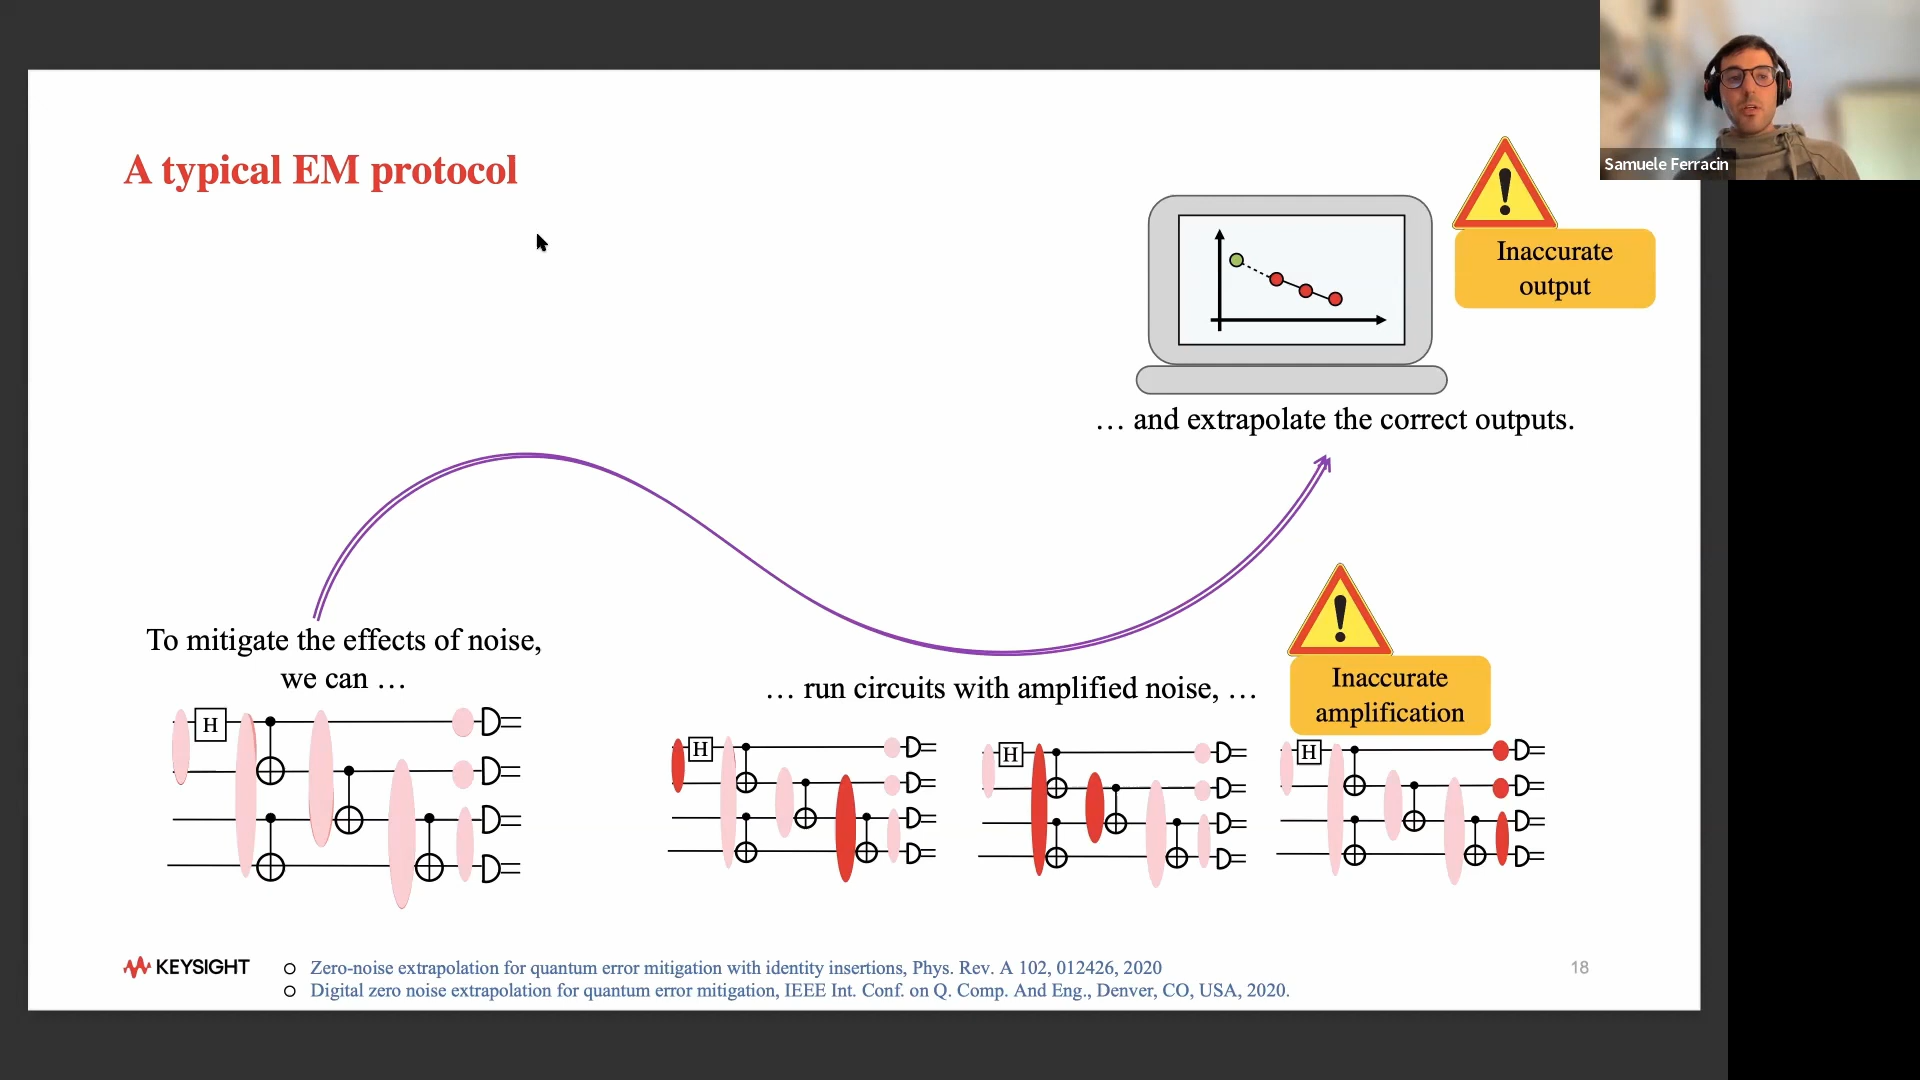 Samuele Ferracin
A typical EM protocol
Inaccurate
output
… and extrapolate the correct outputs.
To mitigate the effects of noise,
we can …
… run circuits with amplified noise, …
Inaccurate
amplification
H
H
H
H
KEYSIGHT
Zero-noise extrapolation for quantum error mitigation with identity insertions, Phys. Rev. A 102, 012426, 2020
Digital zero noise extrapolation for quantum error mitigation, IEEE Int. Conf. on Q. Comp. And Eng., Denver, CO, USA, 2020.
18